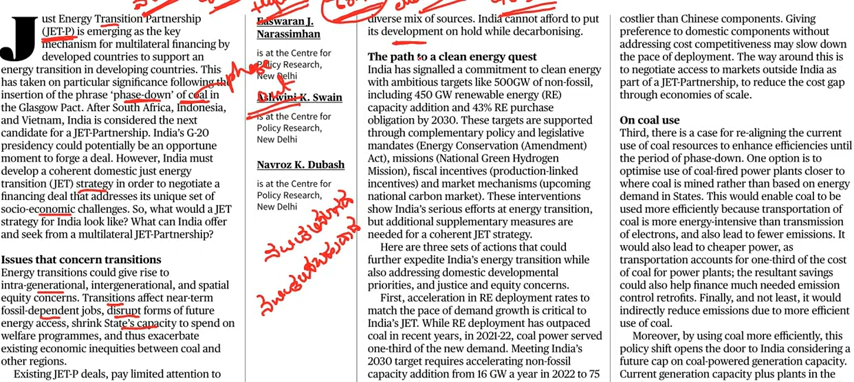 Just Energy Transition Partnership
(JET-P) is emerging as the key
mechanism for multilateral financing by
developed countries to support an
energy transition in developing countries. This
has taken on particular significance following the
insertion of the phrase 'phase-down' of coal in
the Glasgow Pact. After South Africa, Indonesia,
and Vietnam, India is considered the next
candidate for a JET-Partnership. India's G-20
presidency could potentially be an opportune
moment to forge a deal. However, India must
develop a coherent domestic just energy
transition (JET) strategy in order to negotiate a
financing deal that addresses its unique set of
socio-economic challenges. So, what would a JET
strategy for India look like? What can India offer
and seek from a multilateral JET-Partnership?
Issues that concern transitions
Energy transitions could give rise to
intra-generational, intergenerational, and spatial
equity concerns. Transitions affect near-term
fossil-dependent jobs, disrupt forms of future
energy access, shrink State's capacity to spend on
welfare programmes, and thus exacerbate
existing economic inequities between coal and
other regions.
Existing JET-P deals, pay limited attention to
Easwaran J.
Narassimhan
is at the Centre for
Policy Research,
New Delhi
Ashwini K. Swain
is at the Centre for
Policy Research,
New Delhi
Navroz K. Dubash
is at the Centre for
Policy Research,
New Delhi
phase
out
diverse mix of sources. India cannot afford to put
its development on hold while decarbonising.
The path to a clean energy quest
India has signalled a commitment to clean energy
with ambitious targets like 500GW of non-fossil,
including 450 GW renewable energy (RE)
capacity addition and 43% RE purchase
obligation by 2030. These targets are supported
through complementary policy and legislative
mandates (Energy Conservation (Amendment)
Act), missions (National Green Hydrogen
Mission), fiscal incentives (production-linked
incentives) and market mechanisms (upcoming
national carbon market). These interventions
show India's serious efforts at energy transition,
but additional supplementary measures are
needed for a coherent JET strategy.
Here are three sets of actions that could
further expedite India's energy transition while
also addressing domestic developmental
priorities, and justice and equity concerns.
First, acceleration in RE deployment rates to
match the pace of demand growth is critical to
India's JET. While RE deployment has outpaced
coal in recent years, in 2021-22, coal power served
one-third of the new demand. Meeting India's
2030 target requires accelerating non-fossil
capacity addition from 16 GW a year in 2022 to 75
costlier than Chinese components. Giving
preference to domestic components without
addressing cost competitiveness may slow down
the pace of deployment. The way around this is
to negotiate access to markets outside India as
part of a JET-Partnership, to reduce the cost gap
through economies of scale.
On coal use
Third, there is a case for re-aligning the current
use of coal resources to enhance efficiencies until
the period of phase-down. One option is to
optimise use of coal-fired power plants closer to
where coal is mined rather than based on energy
demand in States. This would enable coal to be
used more efficiently because transportation of
coal is more energy-intensive than transmission
of electrons, and also lead to fewer emissions. It
would also lead to cheaper power, as
transportation accounts for one-third of the cost
of coal for power plants; the resultant savings
could also help finance much needed emission
control retrofits. Finally, and not least, it would
indirectly reduce emissions due to more efficient
use of coal.
Moreover, by using coal more efficiently, this
policy shift opens the door to India considering a
future cap on coal-powered generation capacity.
Current generation capacity plus plants in the